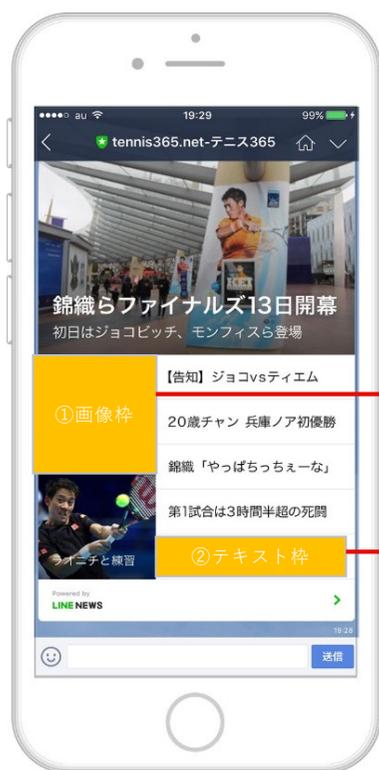 au
19:29
99%
tennis365.net-テニス365
KEI
錦織らファイナルズ13日開幕
初日はジョコビッチ、モンフィスら登場
①画像枠
【告知】ジョコvsティエム
20歳チャン 兵庫ノア初優勝
錦織「やっぱちっちぇーな」
第1試合は3時間半超の死闘
ラオニチと練習
②テキスト枠
Powered by
LINE NEWS
19:28
送信